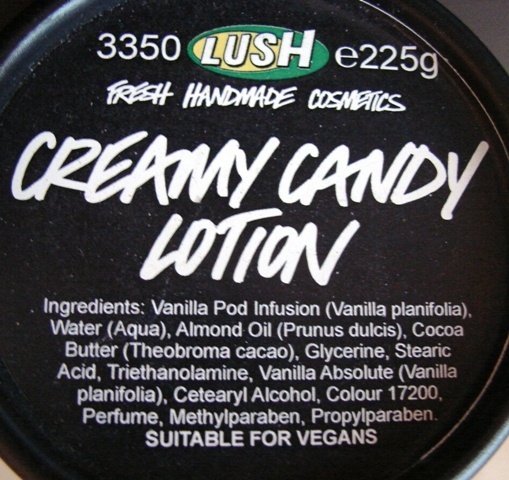 3350 LUSH e225g
FRESH HANDMADE COSMETICS
CREAMY CANDY
LOTION
Ingredients: Vanilla Pod Infusion (Vanilla planifolia),
Water (Aqua), Almond Oil (Prunus dulcis), Cocoa
Butter (Theobroma cacao), Glycerine, Stearic
Acid, Triethanolamine, Vanilla Absolute (Vanilla
planifolia), Cetearyl Alcohol, Colour 17200,
Perfume, Methylparaben, Propylparaben.
SUITABLE FOR VEGANS